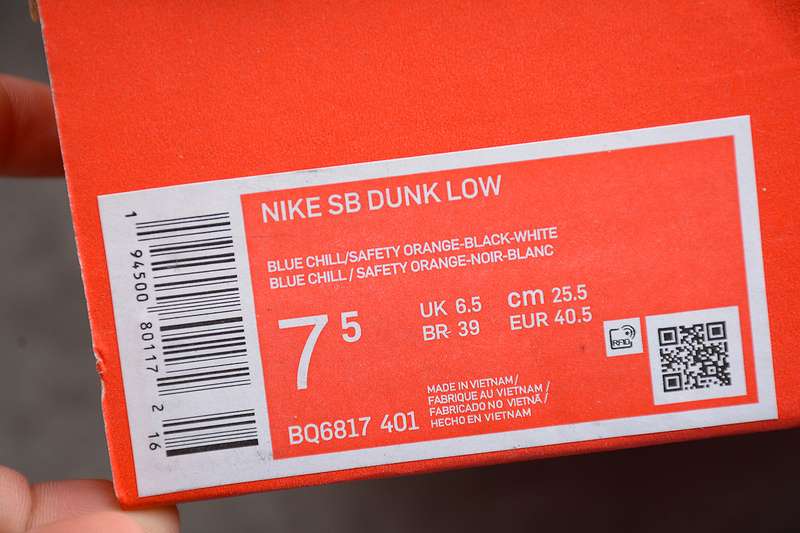 NIKE SB DUNK LOW
BLUE CHILL/SAFETY ORANGE-BLACK-WHITE
BLUE CHILL / SAFETY ORANGE-NOIR-BLANC
7 5
UK 6.5 cm 25.5
BR 39 EUR 40.5
MADE IN VIETNAM /
FABRIQUE AU VIETNAM /
FABRICADO NO VIETNÃ /
HECHO EN VIETNAM
BQ6817 401
RFID
1 94500 80117 2 16